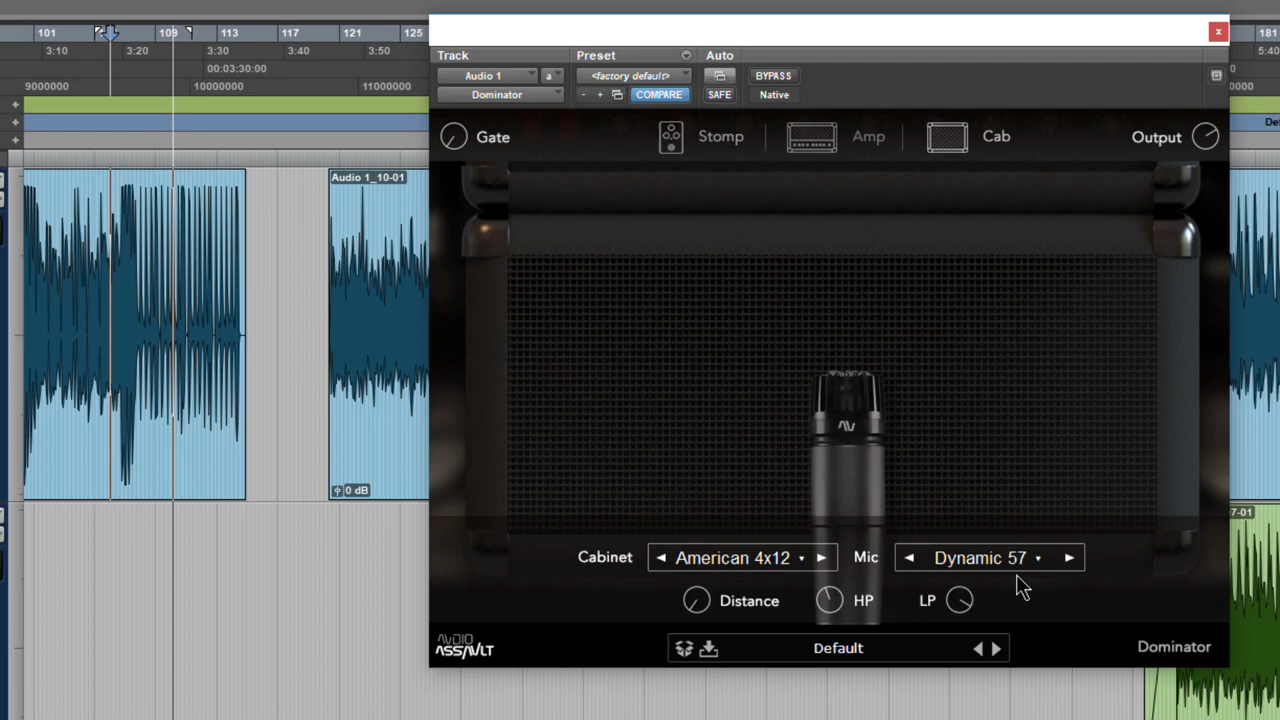 101 109 113 117 121 125 181
3:10 3:20 3:30 3:40 3:50 5:40
00:03:30:00
9000000 10000000 11000000
Track Preset Auto
Audio 1 a <factory default> BYPASS
Dominator - + COMPARE SAFE Native
Gate Stomp Amp Cab Output
Audio 1_10-01
0 dB
7-01
Cabinet American 4x12 Mic Dynamic 57
Distance HP LP
AUDIO
ASSAULT
Default
Dominator